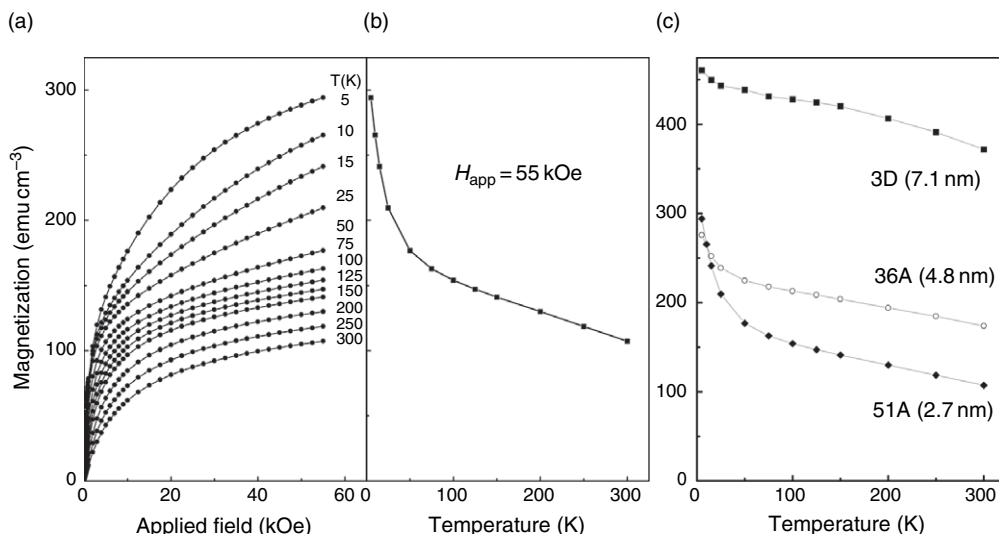 (a)
(b)
(c)
Magnetization (emu cm⁻³)
300
200
100
0
T(K)
5
10
15
25
50
75
100
125
150
200
250
300
0
20
40
60
Applied field (kOe)
H_app = 55 kOe
0
100
200
300
Temperature (K)
400
300
200
100
0
3D (7.1 nm)
36A (4.8 nm)
51A (2.7 nm)
0
100
200
300
Temperature (K)